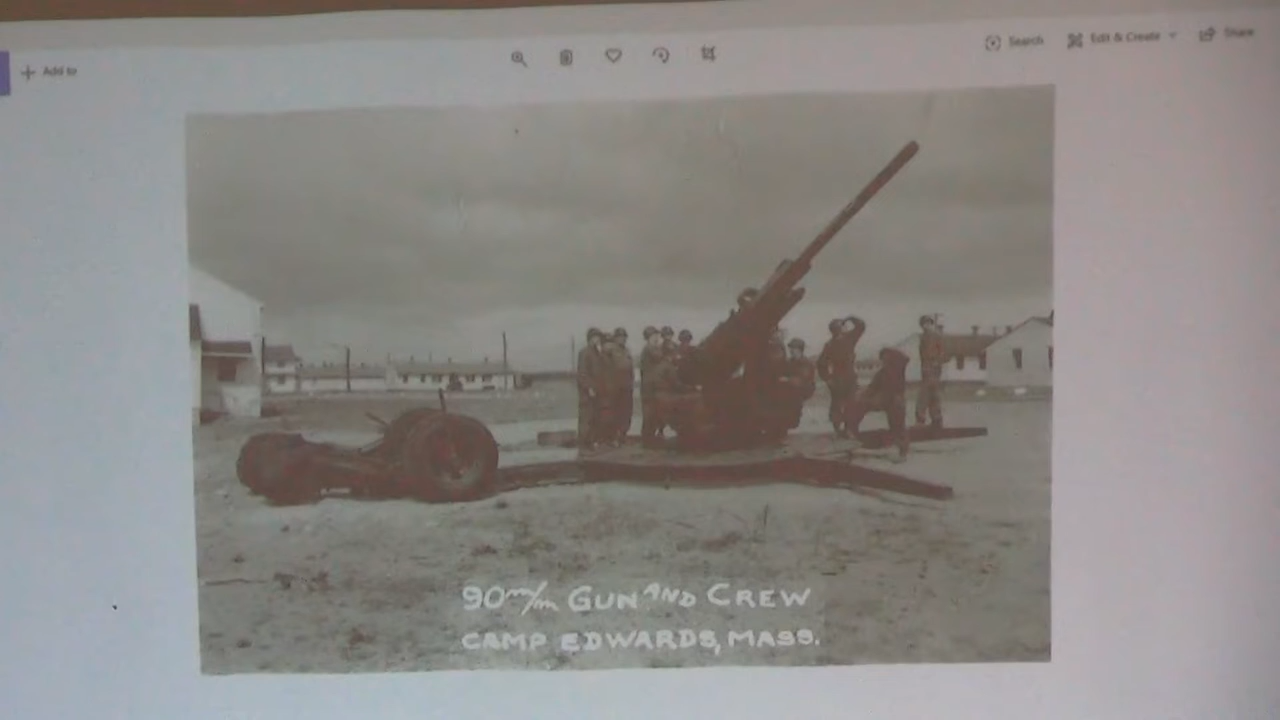 Add to
Search
Edit & Create
Share
90m/m GUN AND CREW
CAMP EDWARDS, MASS.